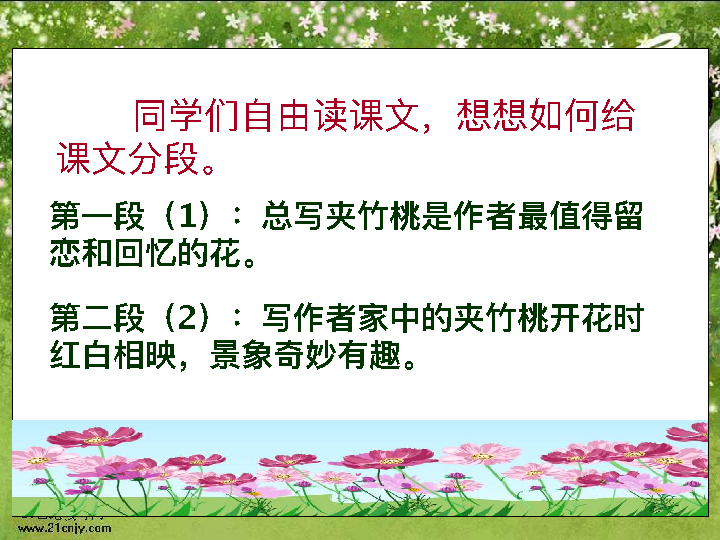 同学们自由读课文，想想如何给
课文分段。
第一段（1）：总写夹竹桃是作者最值得留
恋和回忆的花。
第二段（2）：写作者家中的夹竹桃开花时
红白相映，景象奇妙有趣。
www.21cnjy.com